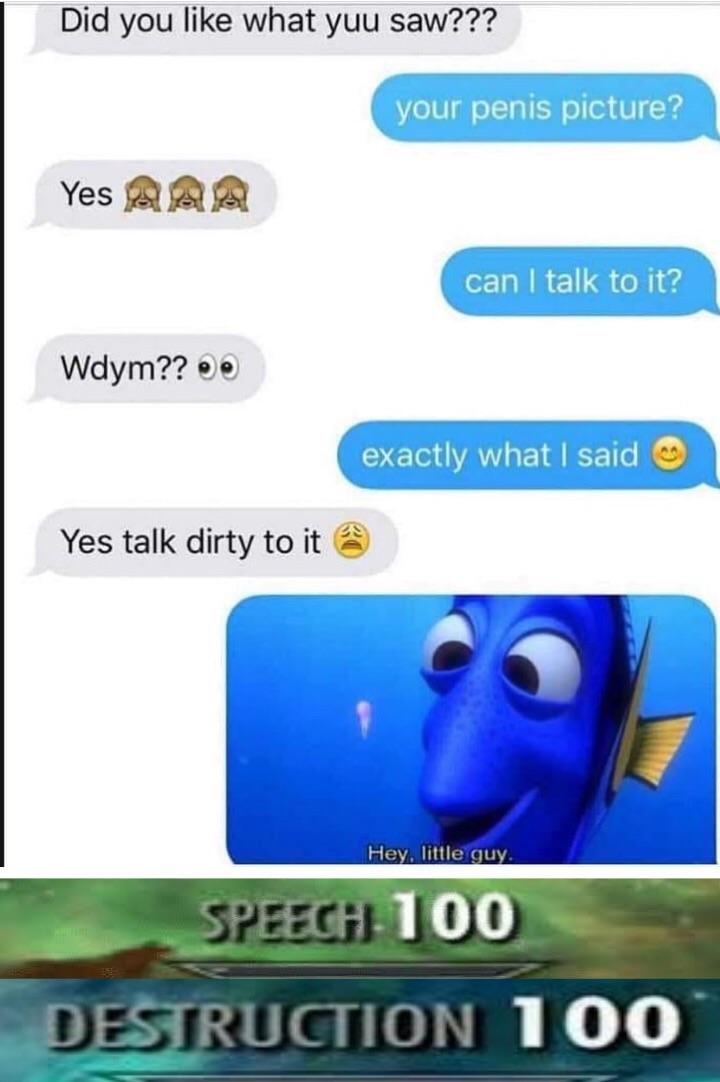 Did you like what yuu saw???
your penis picture?
Yes 🙈🙈🙈
can I talk to it?
Wdym?? 👀
exactly what I said 😊
Yes talk dirty to it 😩
Hey, little guy.
SPEECH 100
DESTRUCTION 100